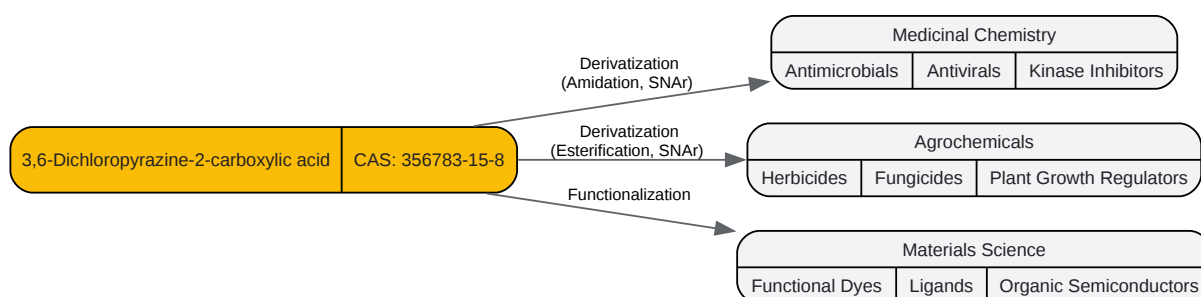 3,6-Dichloropyrazine-2-carboxylic acid
CAS: 356783-15-8
Derivatization
(Amidation, SNAr)
Derivatization
(Esterification, SNAr)
Functionalization
Medicinal Chemistry
Antimicrobials
Antivirals
Kinase Inhibitors
Agrochemicals
Herbicides
Fungicides
Plant Growth Regulators
Materials Science
Functional Dyes
Ligands
Organic Semiconductors